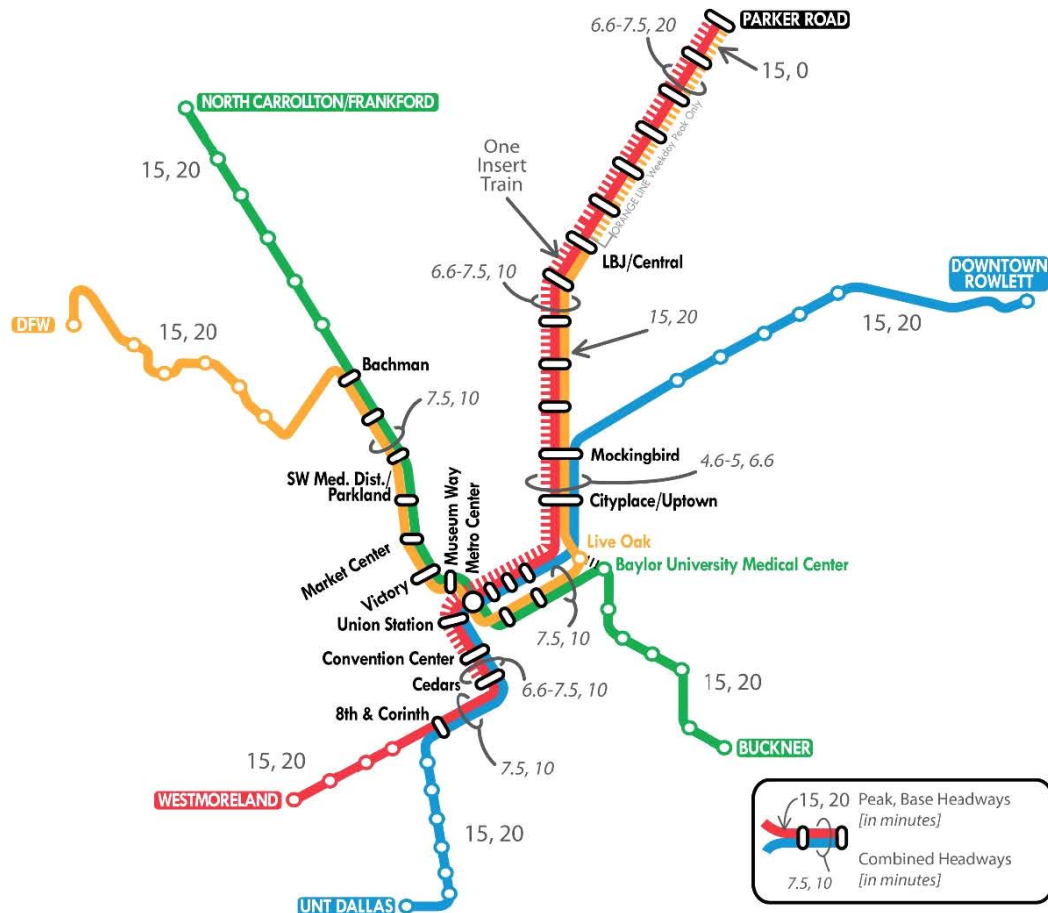 PARKER ROAD
6.6-7.5, 20
15, 0
NORTH CARROLLTON/FRANKFORD
15, 20
One
Insert
Train
ORANGE LINE Weekday Peak Only
LBJ/Central
DOWNTOWN
ROWLETT
6.6-7.5, 10
15, 20
15, 20
DFW
15, 20
Bachman
7.5, 10
Mockingbird
4.6-5, 6.6
SW Med. Dist./
Parkland
Cityplace/Uptown
Museum Way
Metro Center
Live Oak
Market Center
Baylor University Medical Center
Victory
Union Station
7.5, 10
Convention Center
Cedars
6.6-7.5, 10
15, 20
8th & Corinth
BUCKNER
7.5, 10
15, 20
WESTMORELAND
15, 20
UNT DALLAS
15, 20 Peak, Base Headways
[in minutes]
Combined Headways
7.5, 10 [in minutes]